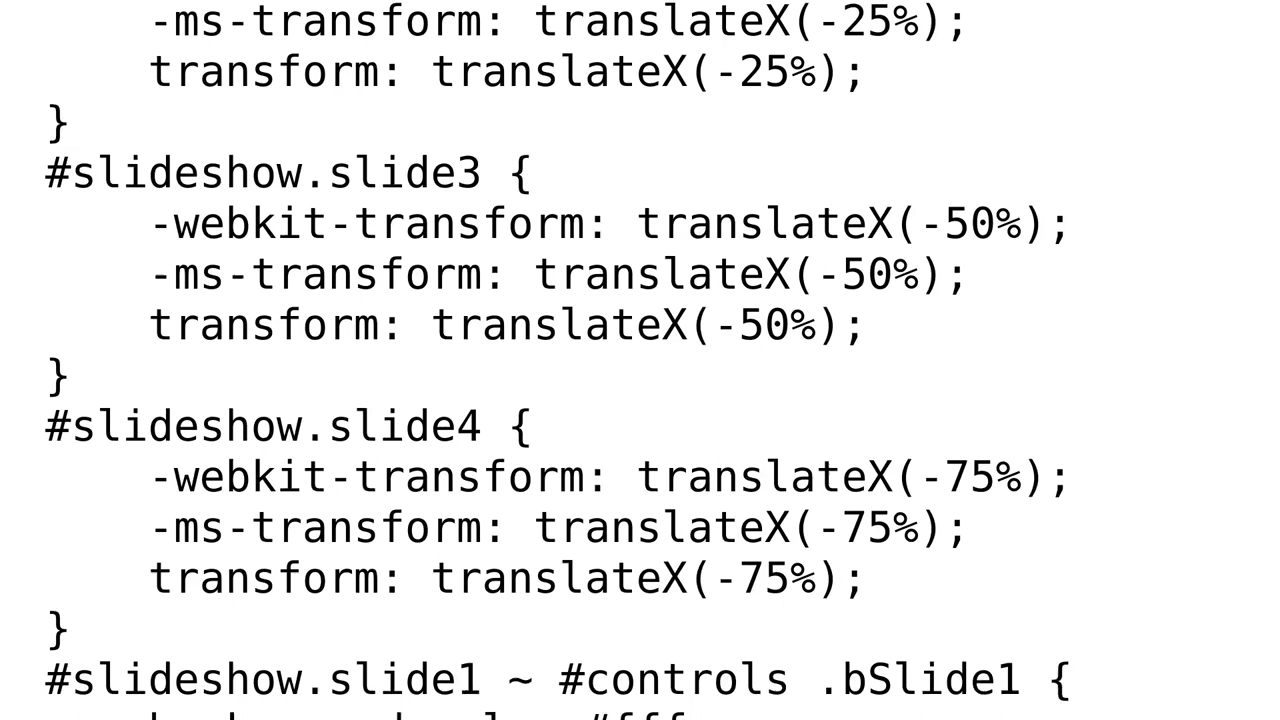 -ms-transform: translateX(-25%);
transform: translateX(-25%);
}
#slideshow.slide3 {
-webkit-transform: translateX(-50%);
-ms-transform: translateX(-50%);
transform: translateX(-50%);
}
#slideshow.slide4 {
-webkit-transform: translateX(-75%);
-ms-transform: translateX(-75%);
transform: translateX(-75%);
}
#slideshow.slide1 ~ #controls .bSlide1 {